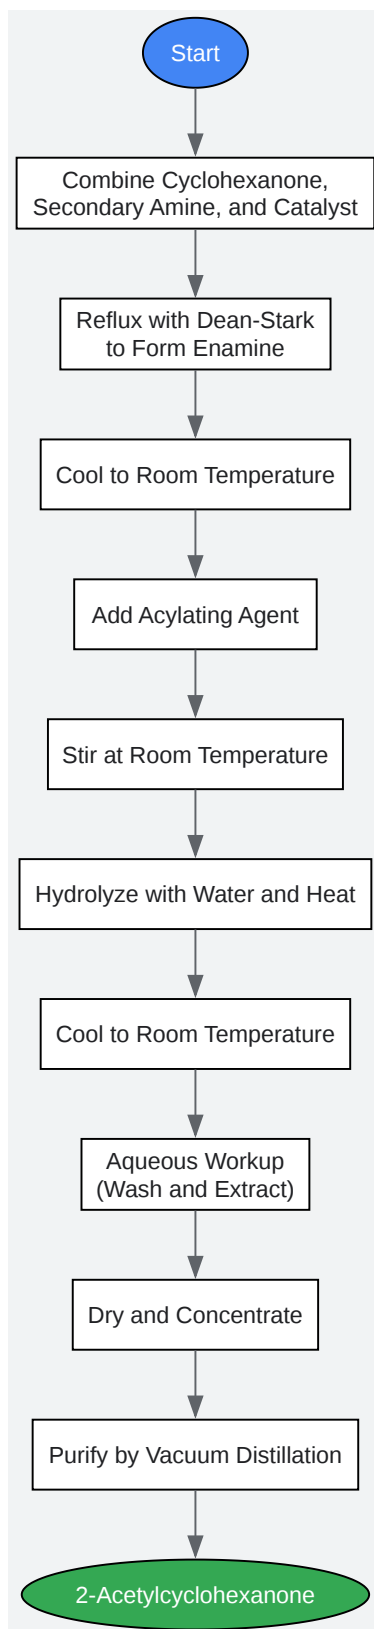 Start
Combine Cyclohexanone,
Secondary Amine, and Catalyst
Reflux with Dean-Stark
to Form Enamine
Cool to Room Temperature
Add Acylating Agent
Stir at Room Temperature
Hydrolyze with Water and Heat
Cool to Room Temperature
Aqueous Workup
(Wash and Extract)
Dry and Concentrate
Purify by Vacuum Distillation
2-Acetylcyclohexanone